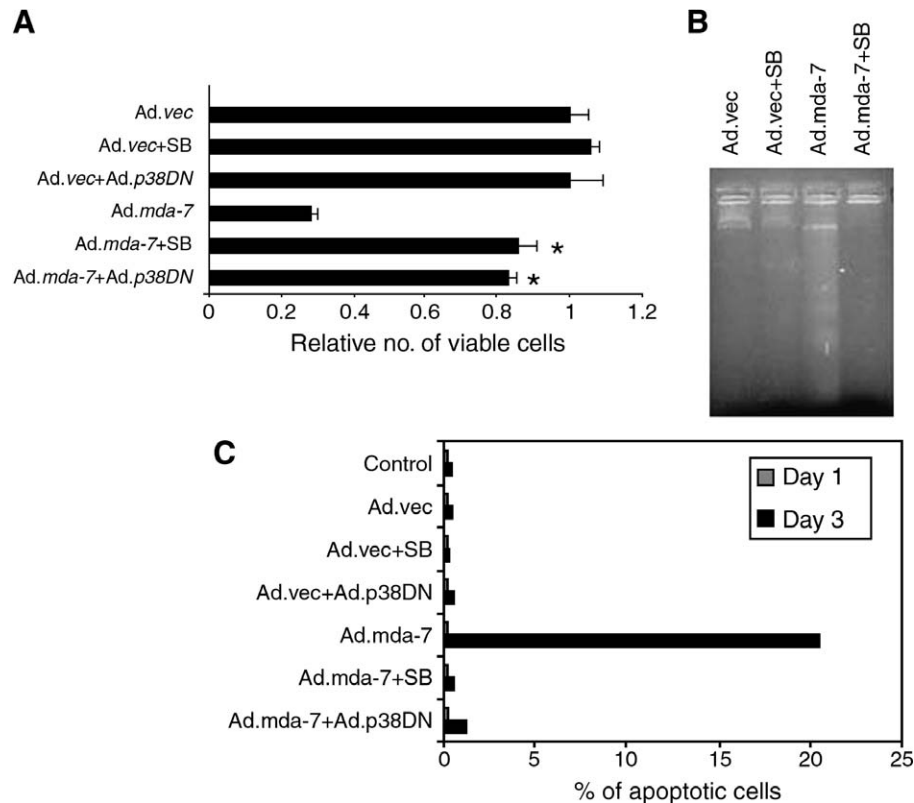 A
Ad.vec
Ad.vec+SB
Ad.vec+Ad.p38DN
Ad.mda-7
Ad.mda-7+SB
*
Ad.mda-7+Ad.p38DN
*
0 0.2 0.4 0.6 0.8 1 1.2
Relative no. of viable cells
B
Ad.vec
Ad.vec+SB
Ad.mda-7
Ad.mda-7+SB
C
Control
Ad.vec
Ad.vec+SB
Ad.vec+Ad.p38DN
Ad.mda-7
Ad.mda-7+SB
Ad.mda-7+Ad.p38DN
Day 1
Day 3
0 5 10 15 20 25
% of apoptotic cells